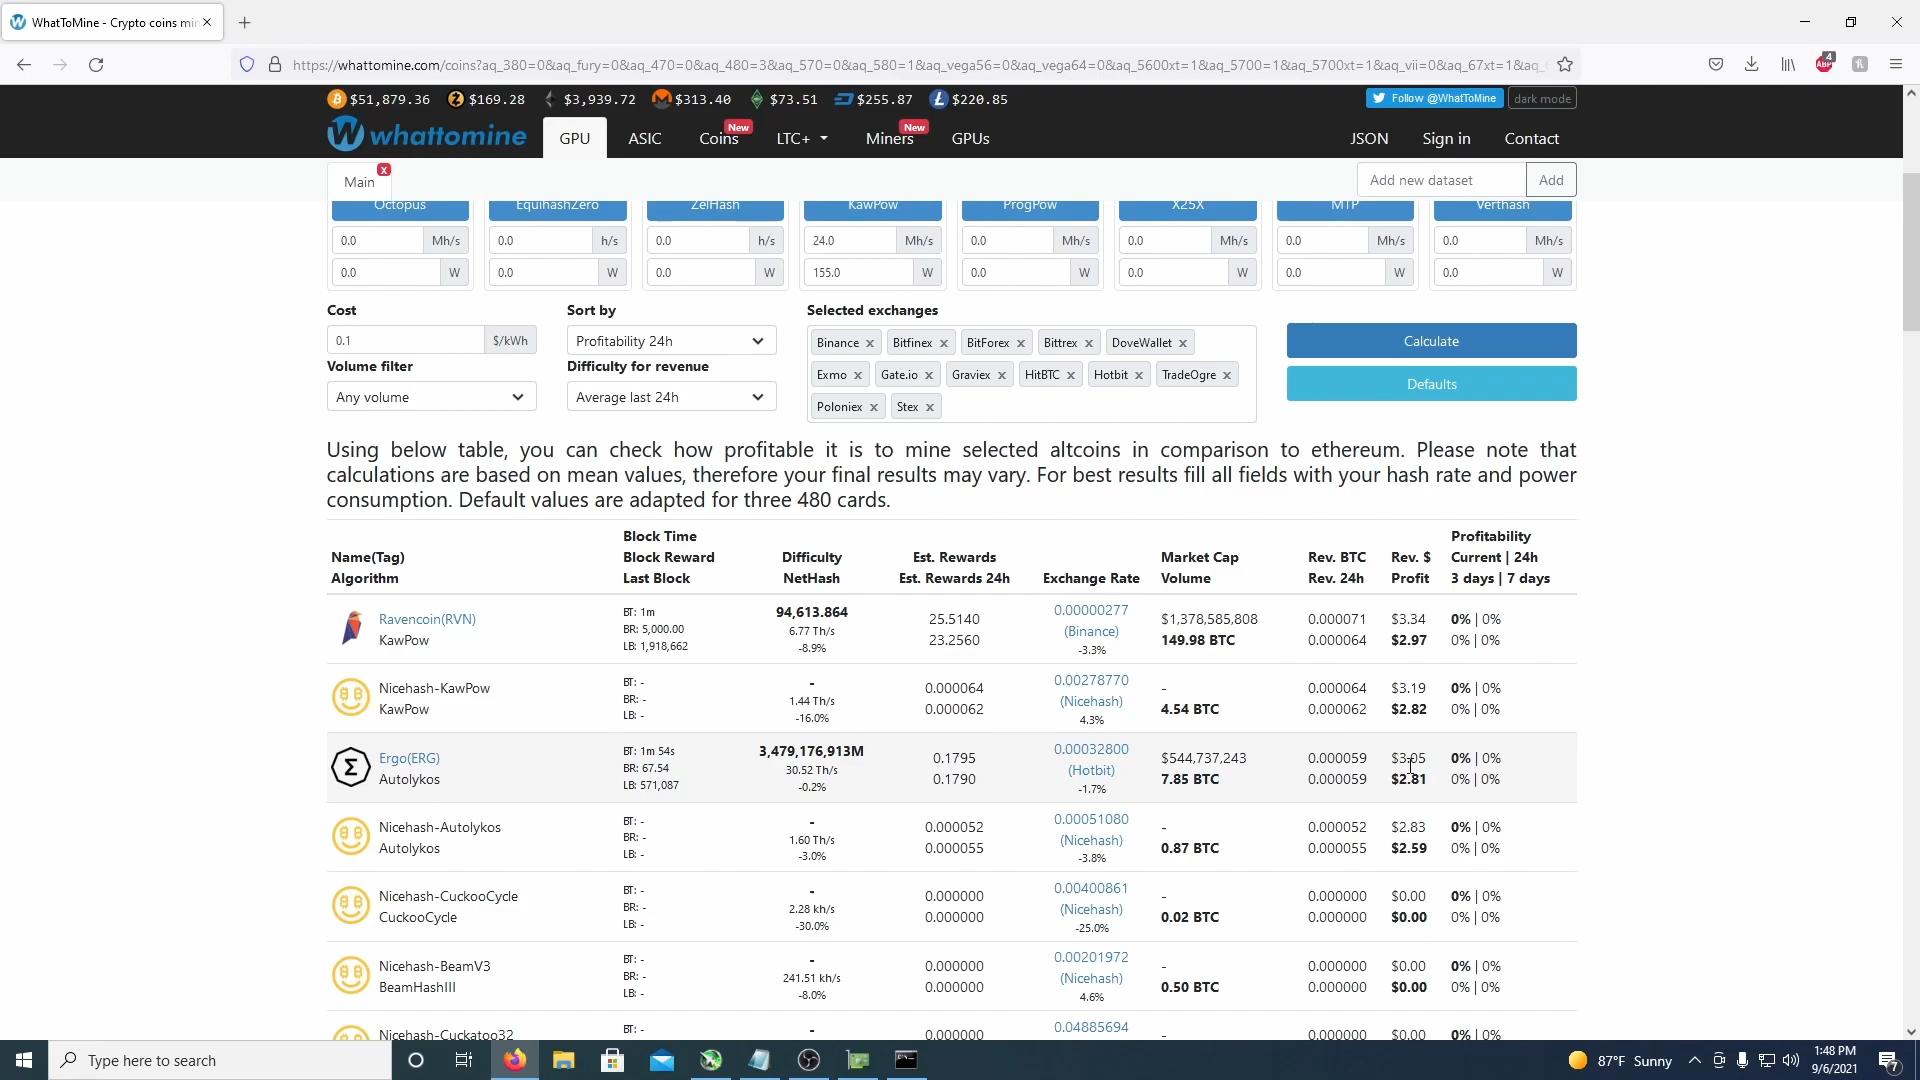 WhatToMine - Crypto coins min
https://whattomine.com/coins?aq_380=0&aq_fury=0&aq_470=0&aq_480=3&aq_570=0&aq_580=1&aq_vega56=0&aq_vega64=0&aq_5600xt=1&aq_5700=1&aq_5700xt=1&aq_vii=0&aq_67xt=1&aq_
4
ABP
$51,879.36 $169.28 $3,939.72 $313.40 $73.51 $255.87 $220.85
Follow @WhatToMine dark mode
whattomine GPU ASIC Coins New LTC+ Miners New GPUs JSON Sign in Contact
Main x Add new dataset Add
Octopus EquihashZero ZelHash KawPow ProgPow X25X MTP Verthash
0.0 Mh/s 0.0 h/s 0.0 h/s 24.0 Mh/s 0.0 Mh/s 0.0 Mh/s 0.0 Mh/s 0.0 Mh/s
0.0 W 0.0 W 0.0 W 155.0 W 0.0 W 0.0 W 0.0 W 0.0 W
Cost Sort by Selected exchanges
0.1 $/kWh Profitability 24h Binance x Bitfinex x BitForex x Bittrex x DoveWallet x Calculate
Volume filter Difficulty for revenue Exmo x Gate.io x Graviex x HitBTC x Hotbit x TradeOgre x Defaults
Any volume Average last 24h Poloniex x Stex x
Using below table, you can check how profitable it is to mine selected altcoins in comparison to ethereum. Please note that
calculations are based on mean values, therefore your final results may vary. For best results fill all fields with your hash rate and power
consumption. Default values are adapted for three 480 cards.
Block Time Profitability
Name(Tag) Block Reward Difficulty Est. Rewards Market Cap Rev. BTC Rev. $ Current | 24h
Algorithm Last Block NetHash Est. Rewards 24h Exchange Rate Volume Rev. 24h Profit 3 days | 7 days
Ravencoin(RVN) BT: 1m 94,613.864 25.5140 0.00000277 $1,378,585,808 0.000071 $3.34 0% | 0%
KawPow BR: 5,000.00 6.77 Th/s 23.2560 (Binance) 149.98 BTC 0.000064 $2.97 0% | 0%
LB: 1,918,662 -8.9% -3.3%
Nicehash-KawPow BT: - - 0.000064 0.00278770 - 0.000064 $3.19 0% | 0%
KawPow BR: - 1.44 Th/s 0.000062 (Nicehash) 4.54 BTC 0.000062 $2.82 0% | 0%
LB: - -16.0% 4.3%
Ergo(ERG) BT: 1m 54s 3,479,176,913M 0.1795 0.00032800 $544,737,243 0.000059 $3.05 0% | 0%
Autolykos BR: 67.54 30.52 Th/s 0.1790 (Hotbit) 7.85 BTC 0.000059 $2.81 0% | 0%
LB: 571,087 -0.2% -1.7%
Nicehash-Autolykos BT: - - 0.000052 0.00051080 - 0.000052 $2.83 0% | 0%
Autolykos BR: - 1.60 Th/s 0.000055 (Nicehash) 0.87 BTC 0.000055 $2.59 0% | 0%
LB: - -3.0% -3.8%
Nicehash-CuckooCycle BT: - - 0.000000 0.00400861 - 0.000000 $0.00 0% | 0%
CuckooCycle BR: - 2.28 kh/s 0.000000 (Nicehash) 0.02 BTC 0.000000 $0.00 0% | 0%
LB: - -30.0% -25.0%
Nicehash-BeamV3 BT: - - 0.000000 0.00201972 - 0.000000 $0.00 0% | 0%
BeamHashIII BR: - 241.51 kh/s 0.000000 (Nicehash) 0.50 BTC 0.000000 $0.00 0% | 0%
LB: - -8.0% 4.6%
Nicehash-Cuckatoo32 BT: - - 0.000000 0.04885694 - 0.000000 $0.00 0% | 0%
Type here to search 87°F Sunny 1:48 PM
9/6/2021 7